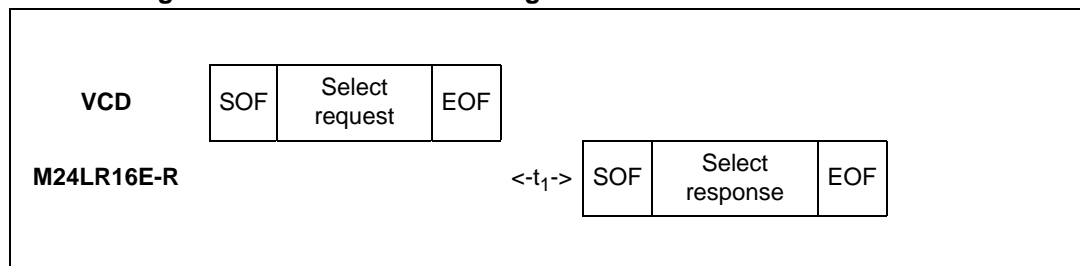 VCD SOF Select request EOF
M24LR16E-R <-t1-> SOF Select response EOF